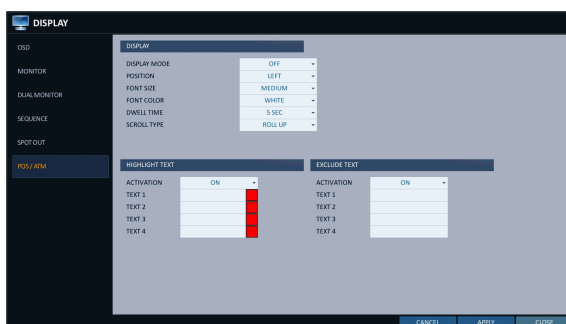 DISPLAY
OSD
MONITOR
DUAL MONITOR
SEQUENCE
SPOT OUT
POS / ATM
DISPLAY
DISPLAY MODE OFF
POSITION LEFT
FONT SIZE MEDIUM
FONT COLOR WHITE
DWELL TIME 5 SEC
SCROLL TYPE ROLL UP
HIGHLIGHT TEXT
ACTIVATION ON
TEXT 1
TEXT 2
TEXT 3
TEXT 4
EXCLUDE TEXT
ACTIVATION ON
TEXT 1
TEXT 2
TEXT 3
TEXT 4
CANCEL APPLY CLOSE